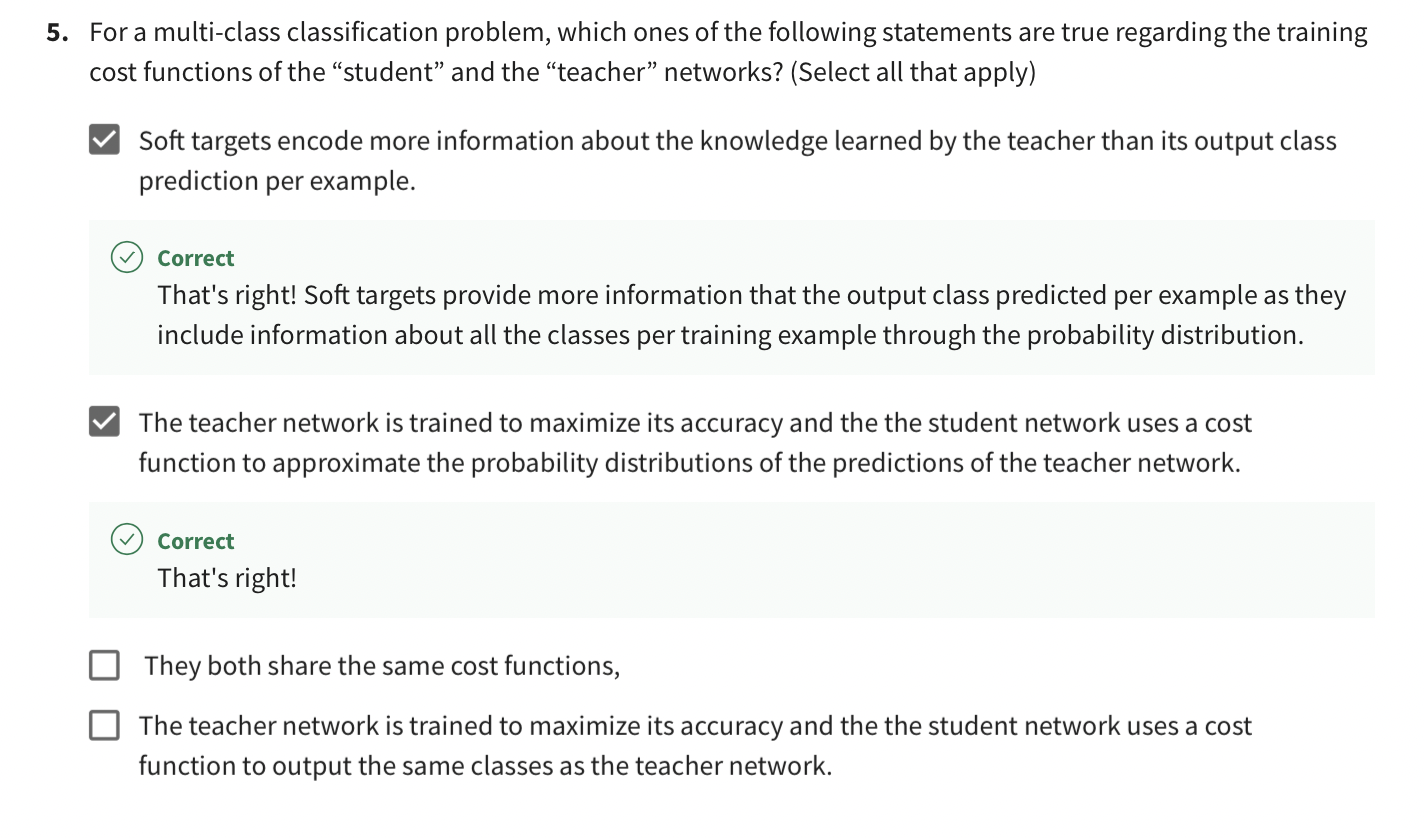 5. For a multi-class classification problem, which ones of the following statements are true regarding the training
cost functions of the “student” and the “teacher” networks? (Select all that apply)
Soft targets encode more information about the knowledge learned by the teacher than its output class
prediction per example.
Correct
That's right! Soft targets provide more information that the output class predicted per example as they
include information about all the classes per training example through the probability distribution.
The teacher network is trained to maximize its accuracy and the the student network uses a cost
function to approximate the probability distributions of the predictions of the teacher network.
Correct
That's right!
They both share the same cost functions,
The teacher network is trained to maximize its accuracy and the the student network uses a cost
function to output the same classes as the teacher network.